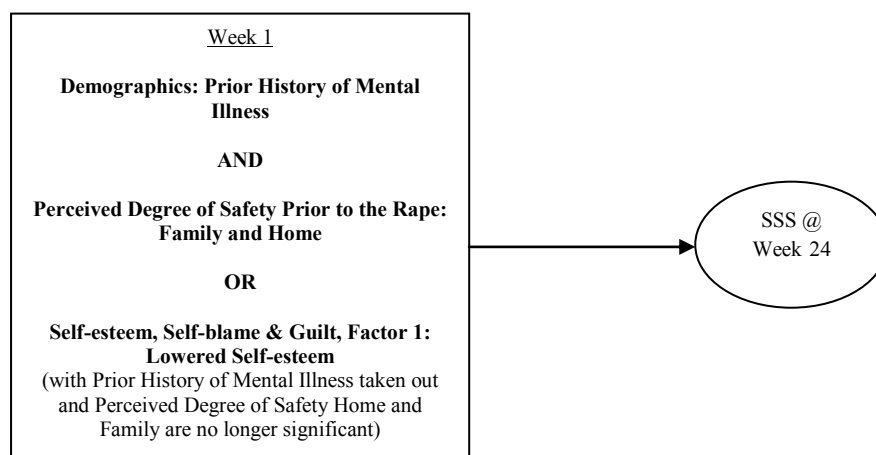 Week 1
Demographics: Prior History of Mental
Illness
AND
Perceived Degree of Safety Prior to the Rape:
Family and Home
OR
Self-esteem, Self-blame & Guilt, Factor 1:
Lowered Self-esteem
(with Prior History of Mental Illness taken out
and Perceived Degree of Safety Home and
Family are no longer significant)
SSS @
Week 24